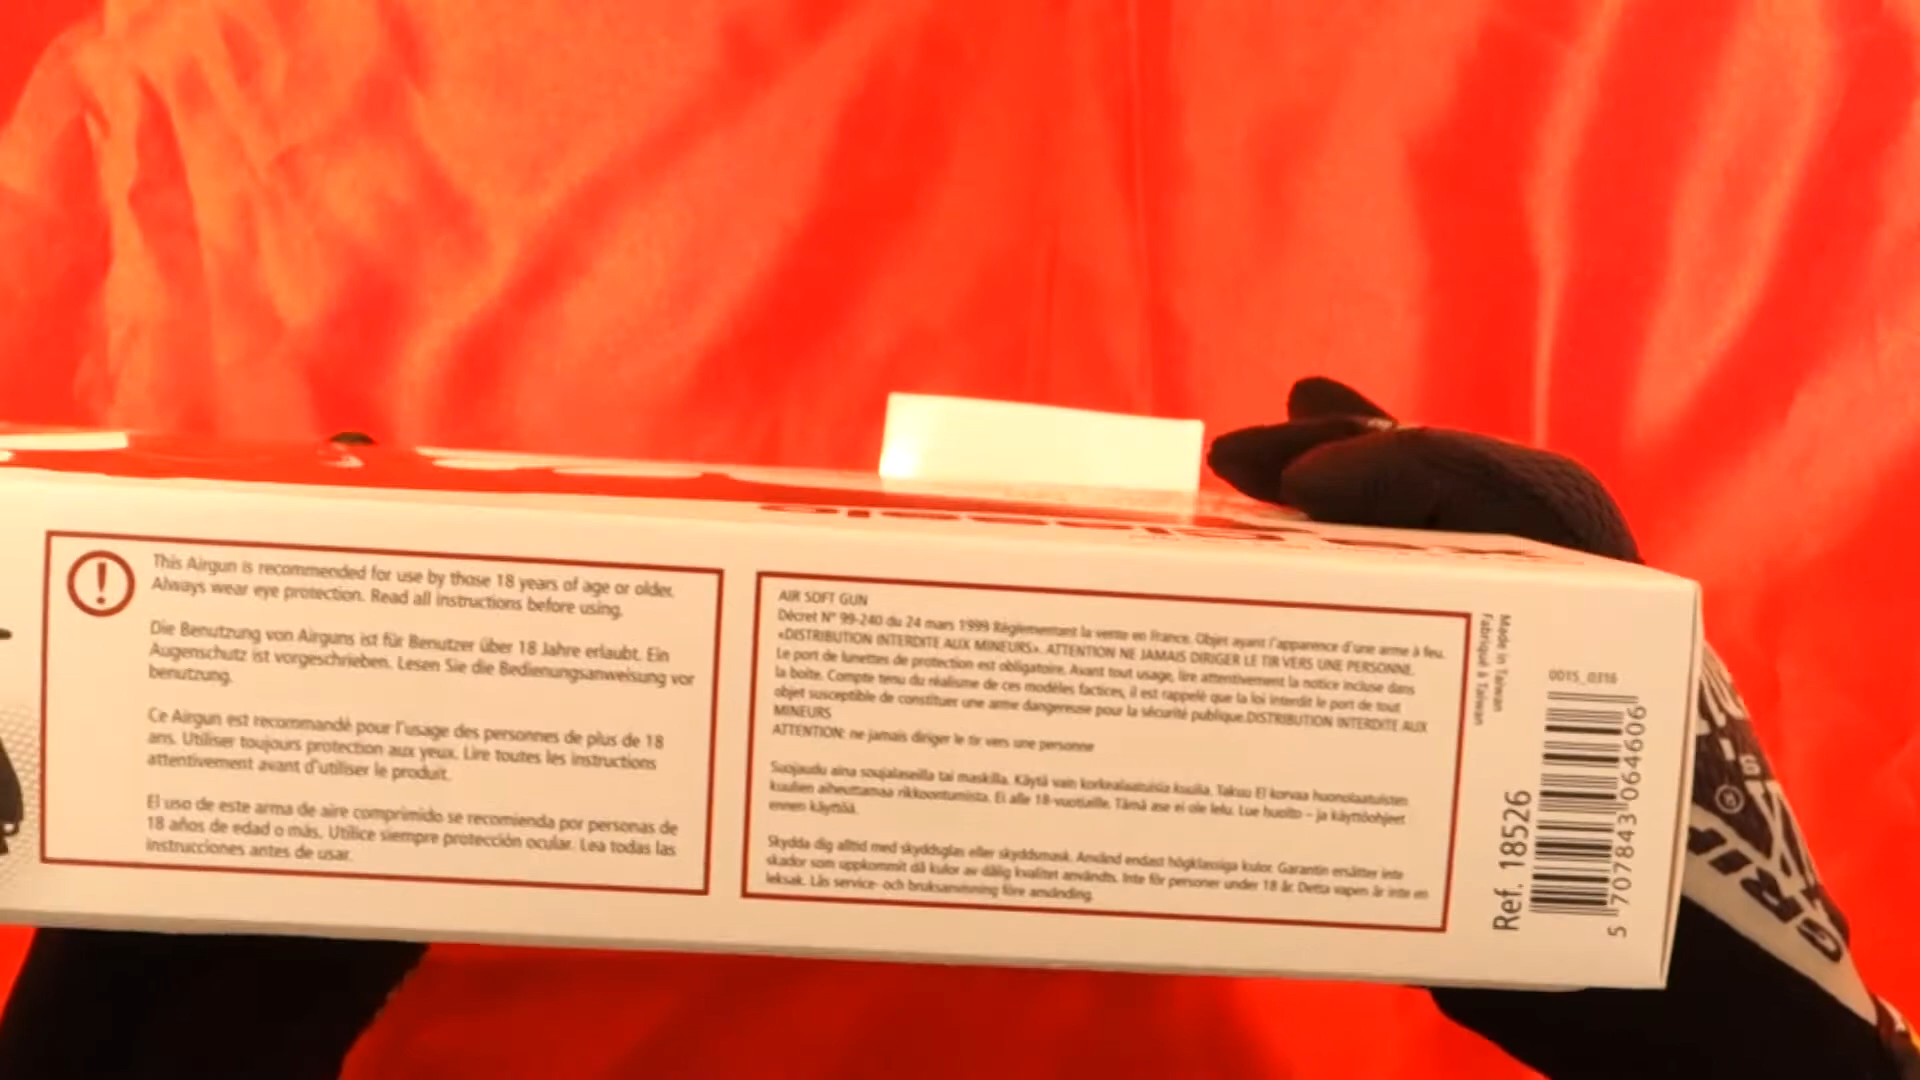 This Airgun is recommended for use by those 18 years of age or older.
Always wear eye protection. Read all instructions before using.
Die Benutzung von Airguns ist für Benutzer über 18 Jahre erlaubt. Ein
Augenschutz ist vorgeschrieben. Lesen Sie die Bedienungsanweisung vor
benutzung.
Ce Airgun est recommandé pour l'usage des personnes de plus de 18
ans. Utiliser toujours protection aux yeux. Lire toutes les instructions
attentivement avant d'utiliser le produit.
El uso de este arma de aire comprimido se recomienda por personas de
18 años de edad o más. Utilice siempre protección ocular. Lea todas las
instrucciones antes de usar.
AIR SOFT GUN
Décret N° 99-240 du 24 mars 1999 Règlementant la vente en France. Objet ayant l'apparence d'une arme à feu.
«DISTRIBUTION INTERDITE AUX MINEURS». ATTENTION NE JAMAIS DIRIGER LE TIR VERS UNE PERSONNE.
Le port de lunettes de protection est obligatoire. Avant tout usage, lire attentivement la notice incluse dans
la boite. Compte tenu du réalisme de ces modèles factices, il est rappelé que la loi interdit le port de tout
objet susceptible de constituer une arme dangereuse pour la sécurité publique.DISTRIBUTION INTERDITE AUX
MINEURS
ATTENTION: ne jamais diriger le tir vers une personne
Suojaudu aina suojalaseilla tai maskilla. Käytä vain korkealaatuisia kuulia. Takuu EI korvaa huonolaatuisten
kuulien aiheuttamaa rikkoontumista. Ei alle 18-vuotiaille. Tämä ase ei ole lelu. Lue huolto – ja käyttöohjeet
ennen käyttöä.
Skydda dig alltid med skyddsglas eller skyddsmask. Använd endast högklassiga kulor. Garantin ersätter inte
skador som uppkommit då kulor av dålig kvalitet använts. Inte för personer under 18 år. Detta vapen är inte en
leksak. Läs service- och bruksanvisning före användning.
Made in Taiwan
Fabriqué à Taiwan
0015_0316
Ref. 18526
5 707843 064606
GRIP